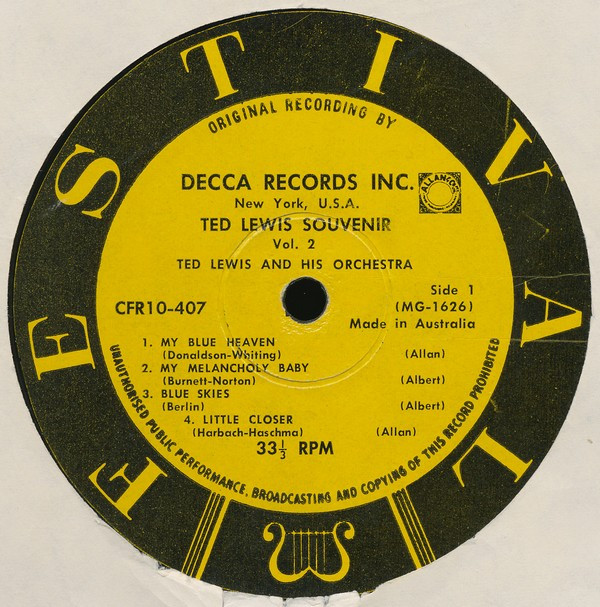 FESTIVAL
ORIGINAL RECORDING BY
DECCA RECORDS INC.
ALLANCO
New York, U.S.A.
TED LEWIS SOUVENIR
Vol. 2
TED LEWIS AND HIS ORCHESTRA
Side 1
CFR10-407 (MG-1626)
Made in Australia
1. MY BLUE HEAVEN
(Donaldson-Whiting) (Allan)
2. MY MELANCHOLY BABY
(Burnett-Norton) (Albert)
3. BLUE SKIES
(Berlin) (Albert)
4. LITTLE CLOSER
(Harbach-Haschma) (Allan)
33⅓ RPM
UNAUTHORISED PUBLIC PERFORMANCE, BROADCASTING AND COPYING OF THIS RECORD PROHIBITED